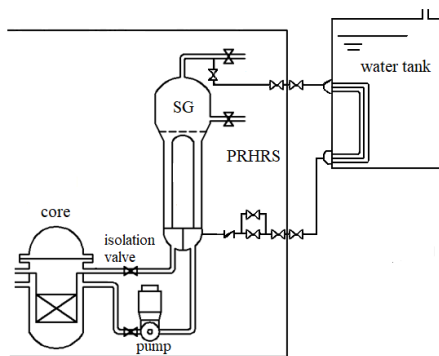 water tank
SG
PRHRS
core
isolation
valve
pump